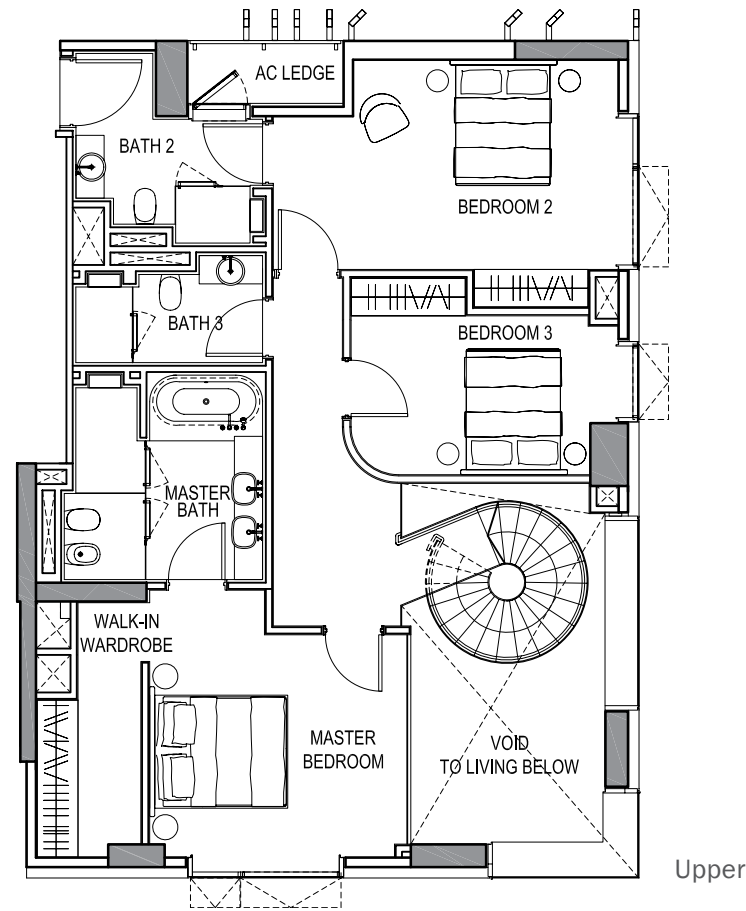 AC LEDGE
BATH 2
BEDROOM 2
BATH 3
BEDROOM 3
MASTER
BATH
WALK-IN
WARDROBE
MASTER
BEDROOM
VOID
TO LIVING BELOW
Upper